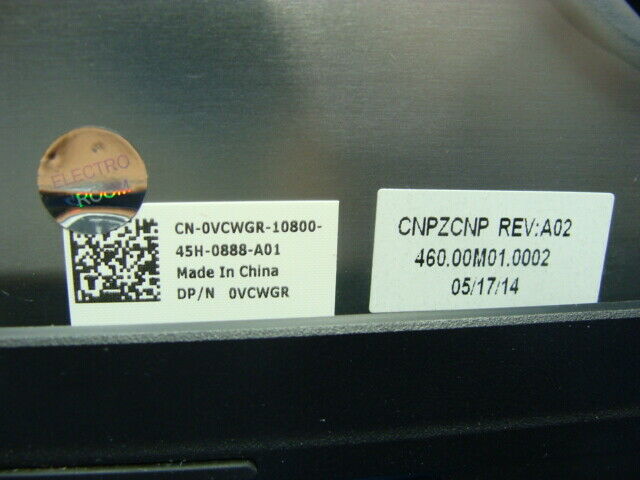 ELECTRO
ROOM
CN-0VCWGR-10800-
45H-0888-A01
Made In China
DP/N 0VCWGR
CNPZCNP REV:A02
460.00M01.0002
05/17/14